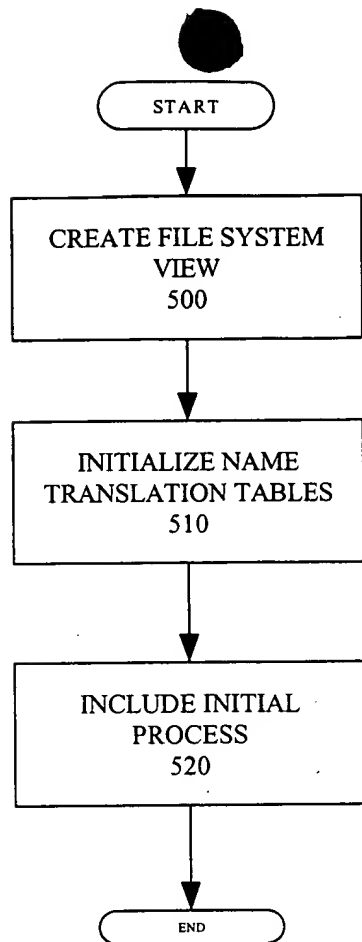 START
CREATE FILE SYSTEM
VIEW
500
INITIALIZE NAME
TRANSLATION TABLES
510
INCLUDE INITIAL
PROCESS
520
END